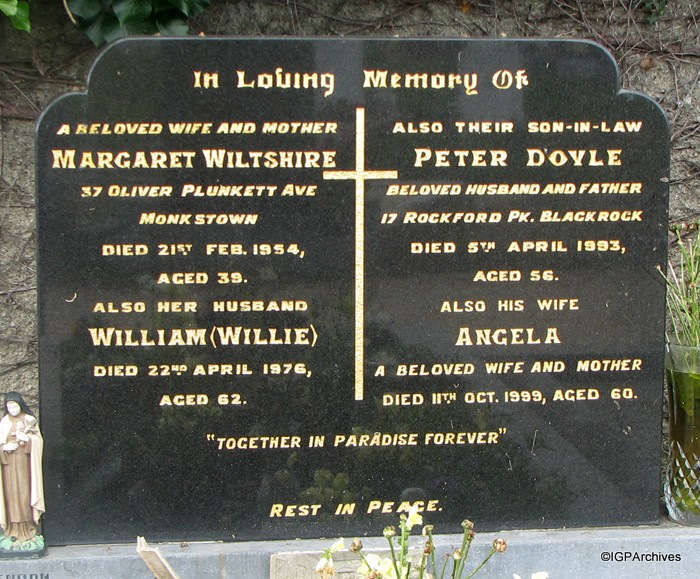 In Loving Memory Of
A BELOVED WIFE AND MOTHER
MARGARET WILTSHIRE
37 OLIVER PLUNKETT AVE
MONKSTOWN
DIED 21ST FEB. 1954,
AGED 39.
ALSO HER HUSBAND
WILLIAM (WILLIE)
DIED 22ND APRIL 1976,
AGED 62.
ALSO THEIR SON-IN-LAW
PETER DOYLE
BELOVED HUSBAND AND FATHER
17 ROCKFORD PK. BLACKROCK
DIED 5TH APRIL 1993,
AGED 56.
ALSO HIS WIFE
ANGELA
A BELOVED WIFE AND MOTHER
DIED 11TH OCT. 1999, AGED 60.
"TOGETHER IN PARADISE FOREVER"
REST IN PEACE.
©IGPArchives